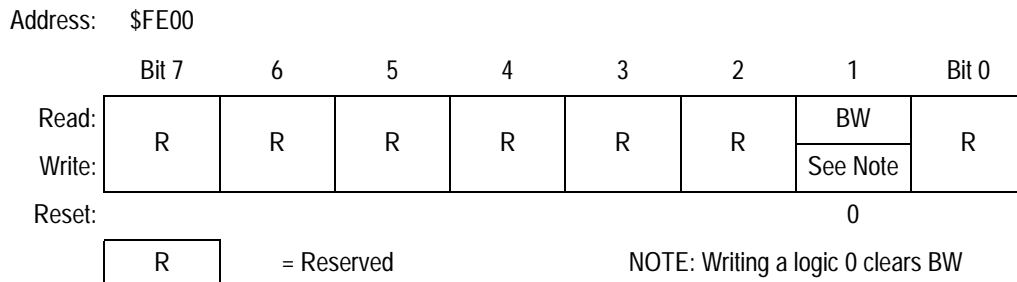 Address: $FE00
Bit 7 6 5 4 3 2 1 Bit 0
Read: R R R R R R BW R
Write: See Note
Reset: 0
R = Reserved NOTE: Writing a logic 0 clears BW